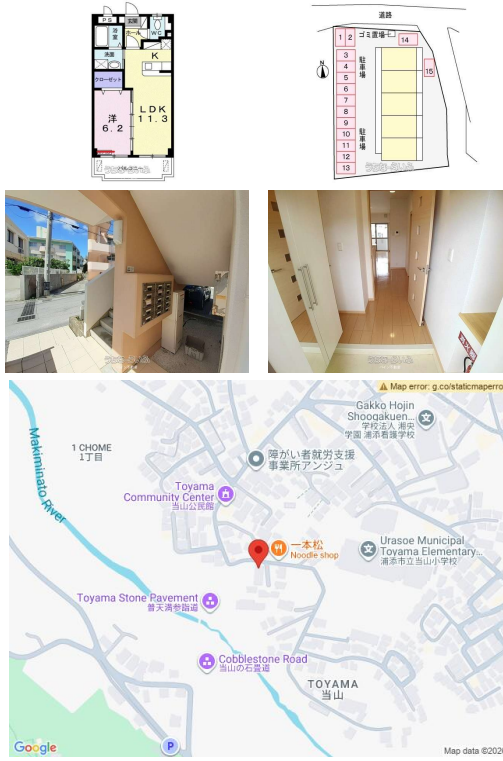 PS
玄関
浴室
ホール
WC
洗面
K
クローゼット
洋
6.2
LDK
11.3
バルコニー
道路
1 2
ゴミ置場
14
3
4
5
6
7
8
9
10
11
12
13
駐車場
駐車場
15
N
Map error: g.co/staticmaperro
Gakko Hojin
Shoogakuen...
学校法人 湘央
学園 浦添看護学校
Makiminato River
1 CHOME
1丁目
障がい者就労支援
事業所アンジュ
Toyama
Community Center
当山公民館
一本松
Noodle shop
Urasoe Municipal
Toyama Elementary...
浦添市立当山小学校
Toyama Stone Pavement
普天満参詣道
Cobblestone Road
当山の石畳道
TOYAMA
当山
P
Google
Map data ©2026